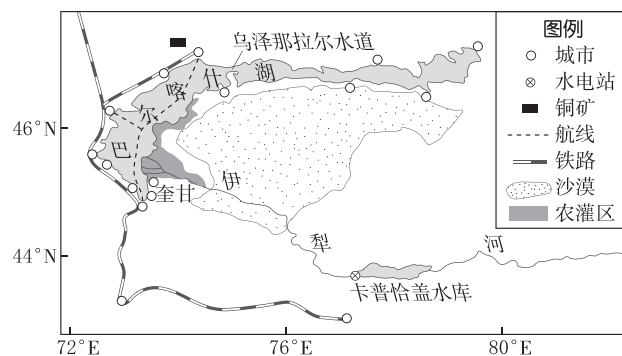 乌泽那拉尔水道
巴尔喀什湖
46°N
奎甘
伊犁河
44°N
卡普恰盖水库
72°E
76°E
80°E
图例
城市
水电站
铜矿
航线
铁路
沙漠
农灌区